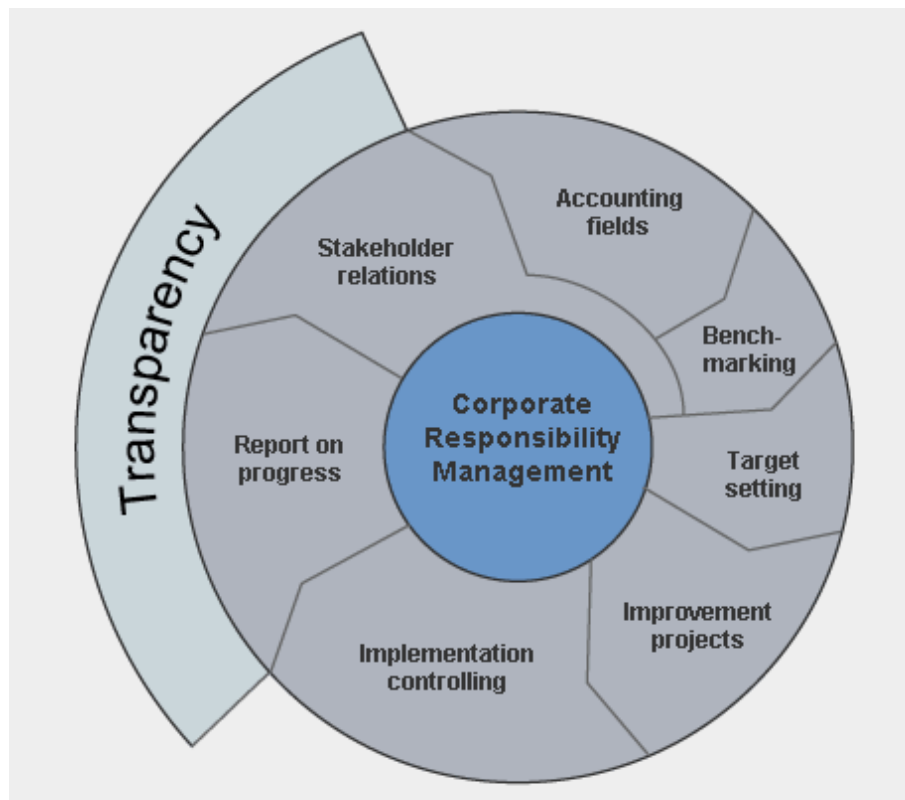 Transparency
Stakeholder
relations
Accounting
fields
Bench-
marking
Target
setting
Improvement
projects
Implementation
controlling
Report on
progress
Corporate
Responsibility
Management